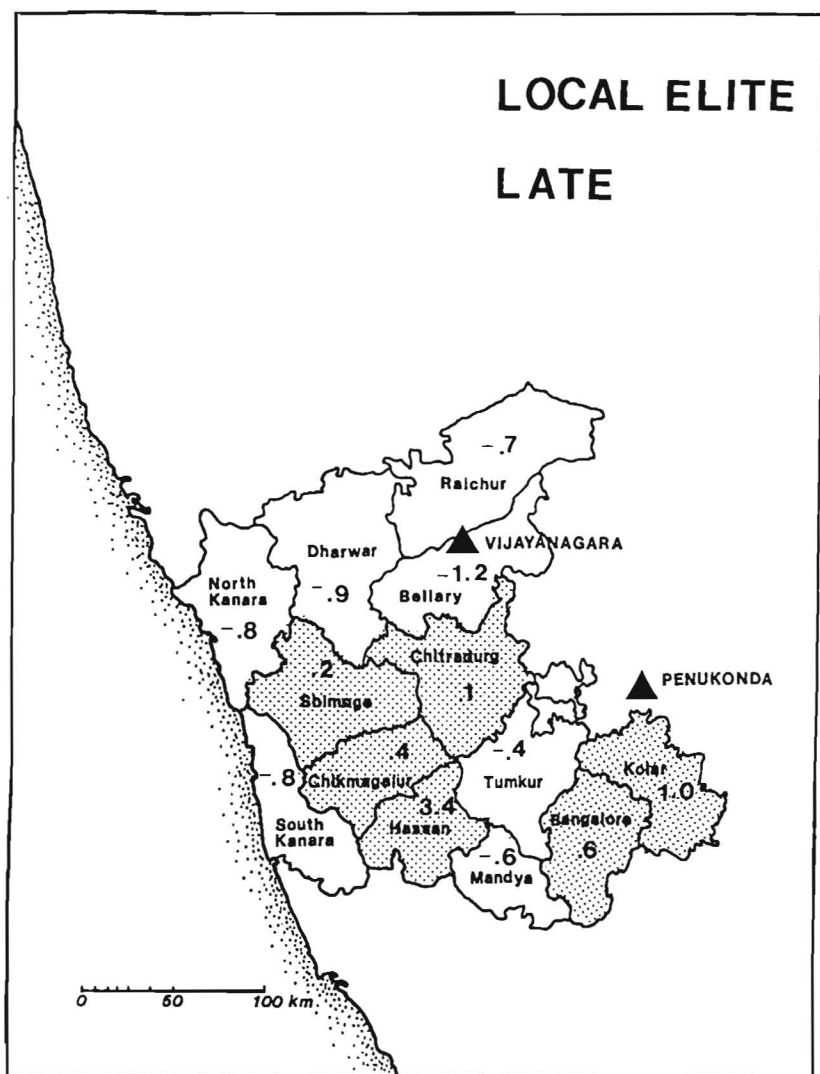 LOCAL ELITE
LATE
-.7
Raichur
VIJAYANAGARA
Dharwar
-.9
-1.2
Bellary
North
Kanara
-.8
Chitradurg
.1
.2
Shimoga
PENUKONDA
-.4
Tumkur
.4
Chikmagalur
Kolar
1.0
-.8
South
Kanara
3.4
Hassan
Bangalore
.6
-.6
Mandya
0 50 100 km